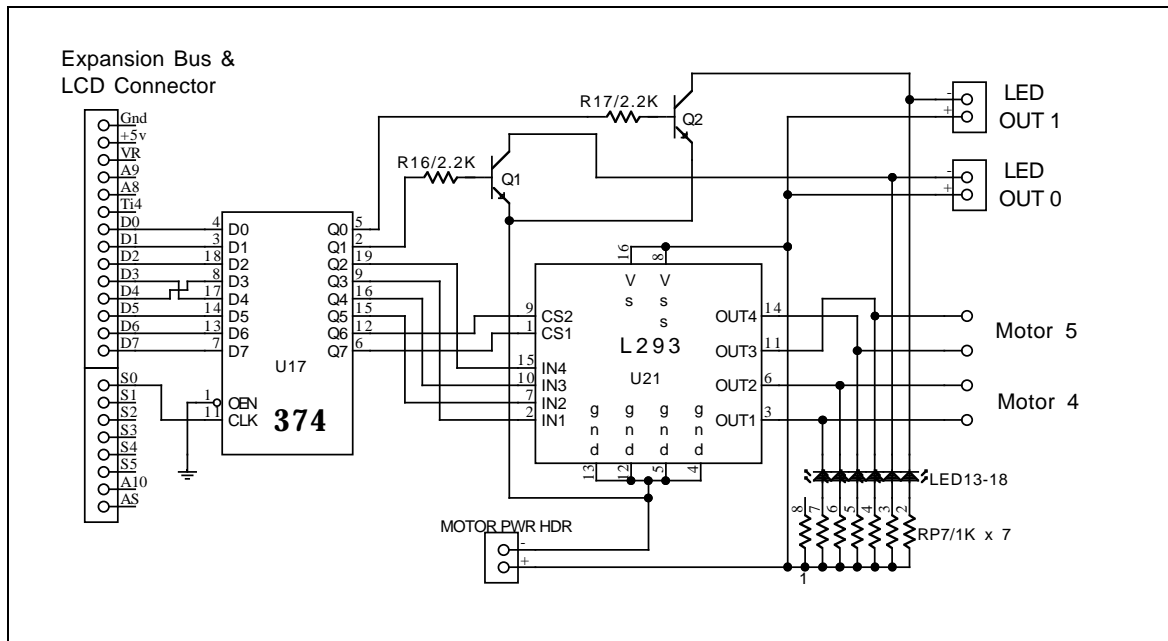 Expansion Bus &
LCD Connector
Gnd
+5v
VR
A9
A8
Ti4
D0
D1
D2
D3
D4
D5
D6
D7
S0
S1
S2
S3
S4
S5
A10
AS
4 D0 Q0 5
3 D1 Q1 2
18 D2 Q2 19
8 D3 Q3 9
17 D4 Q4 16
14 D5 Q5 15
13 D6 Q6 12
7 D7 Q7 6
U17
1 OEN
11 CLK
374
R17/2.2K
Q2
R16/2.2K
Q1
- LED
+ OUT 1
- LED
+ OUT 0
16 8
Vs Vss
9 CS2
1 CS1
15 IN4
10 IN3
7 IN2
2 IN1
L293
U21
OUT4 14
OUT3 11
OUT2 6
OUT1 3
gnd gnd gnd gnd
13 12 5 4
Motor 5
Motor 4
LED13-18
8 7 6 5 4 3 2
RP7/1K x 7
1
MOTOR PWR HDR
-
+